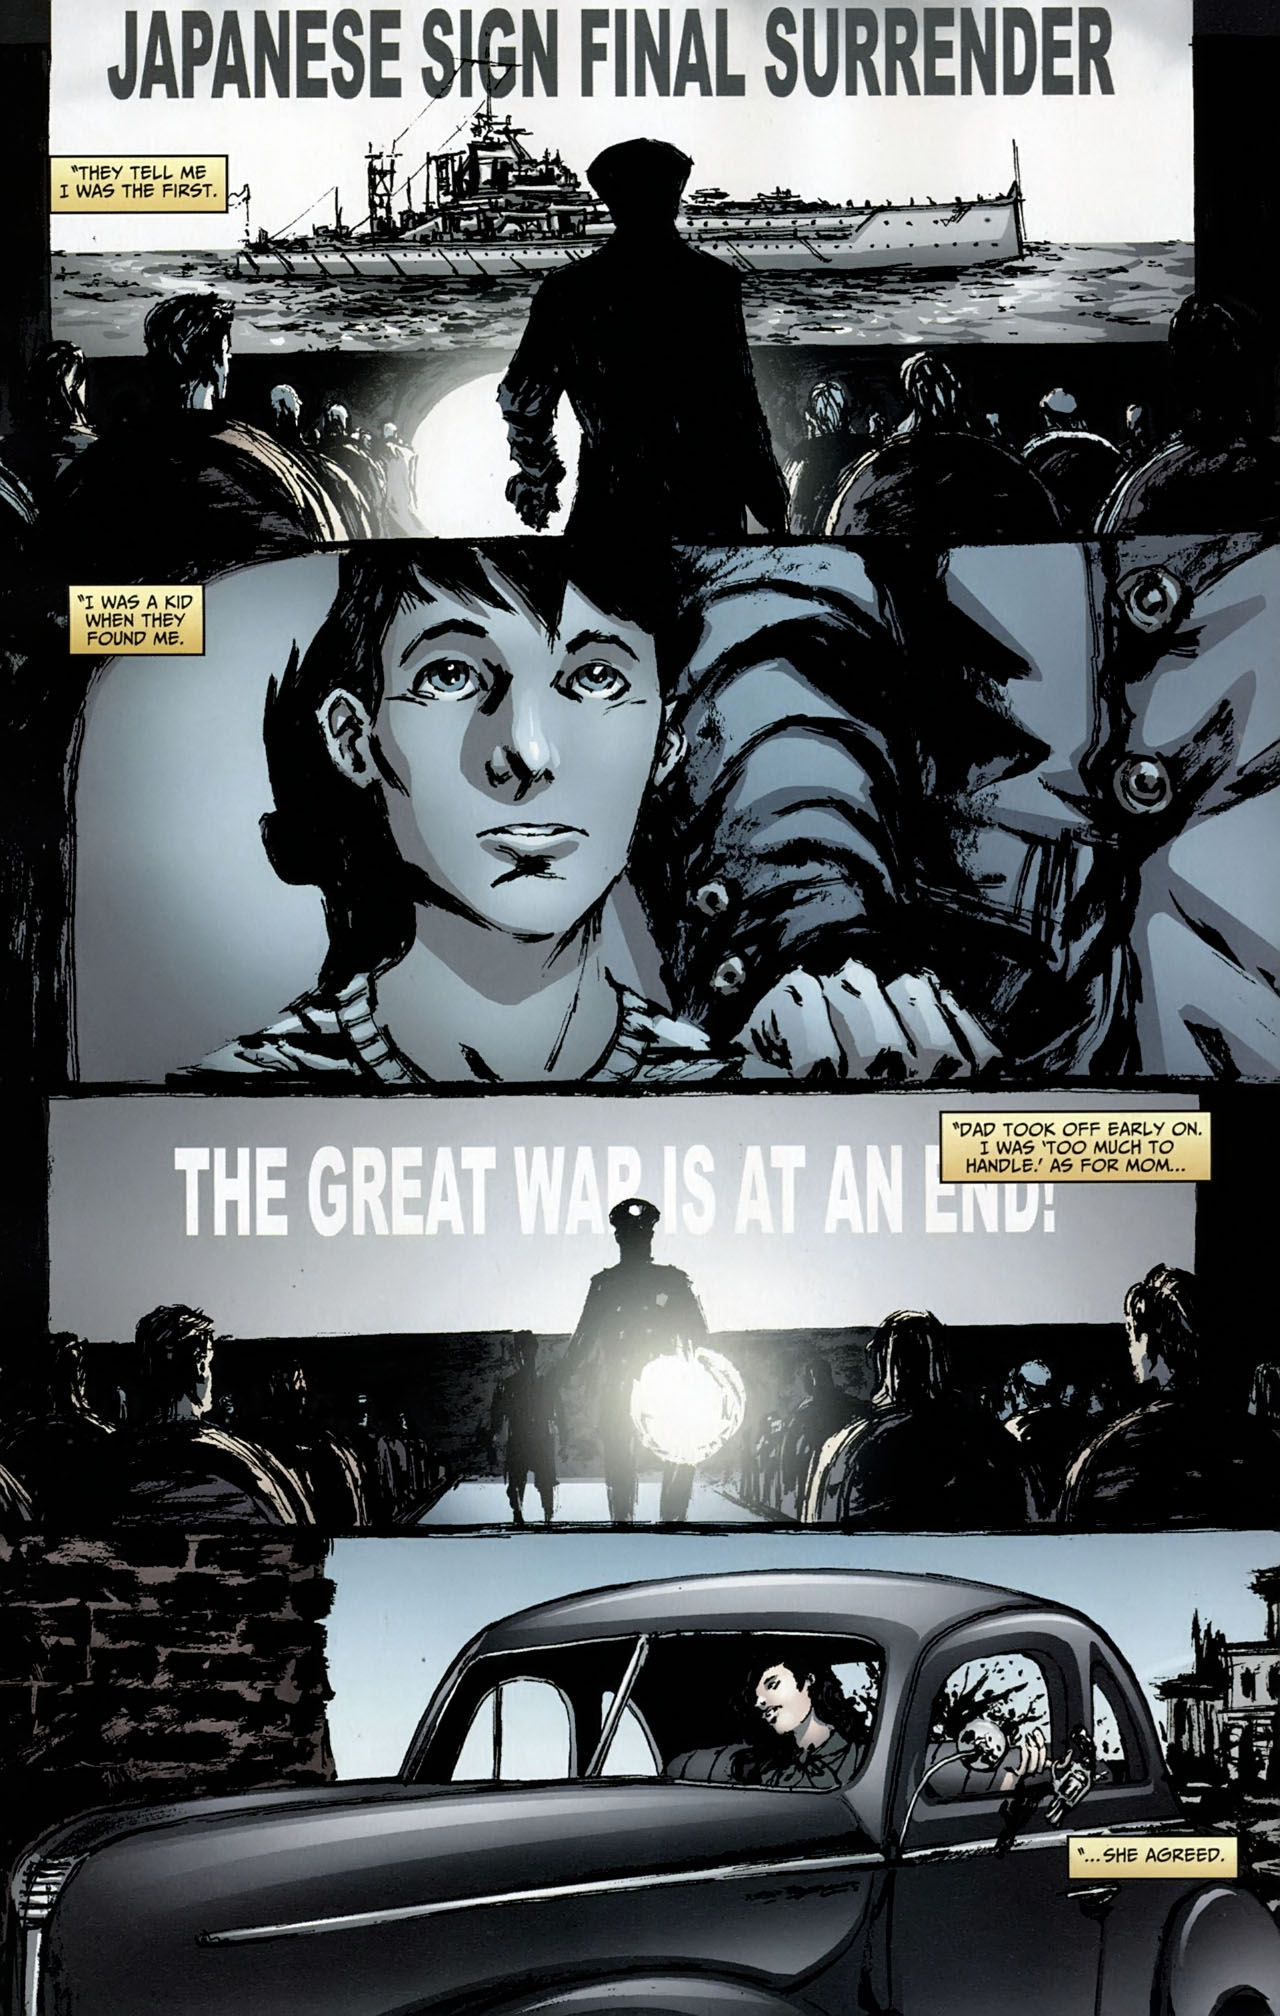 JAPANESE SIGN FINAL SURRENDER
"THEY TELL ME
I WAS THE FIRST.
"I WAS A KID
WHEN THEY
FOUND ME.
THE GREAT WAR IS AT AN END!
"DAD TOOK OFF EARLY ON.
I WAS 'TOO MUCH TO
HANDLE.' AS FOR MOM...
"...SHE AGREED.